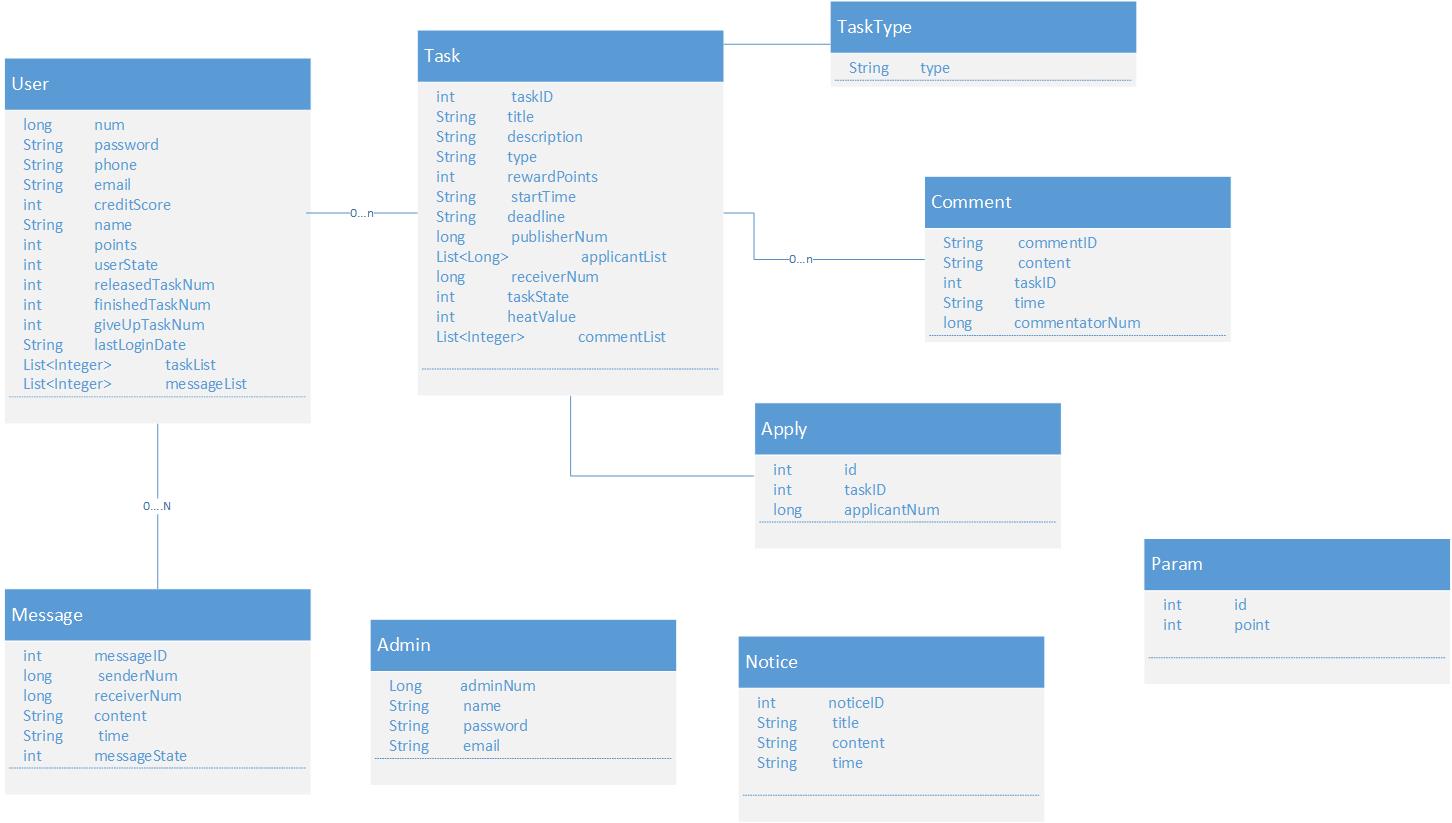 User
long num
String password
String phone
String email
int creditScore
String name
int points
int userState
int releasedTaskNum
int finishedTaskNum
int giveUpTaskNum
String lastLoginDate
List<Integer> taskList
List<Integer> messageList
0...n
Task
int taskID
String title
String description
String type
int rewardPoints
String startTime
String deadline
long publisherNum
List<Long> applicantList
long receiverNum
int taskState
int heatValue
List<Integer> commentList
TaskType
String type
0...n
Comment
String commentID
String content
int taskID
String time
long commentatorNum
Apply
int id
int taskID
long applicantNum
0....N
Message
int messageID
long senderNum
long receiverNum
String content
String time
int messageState
Admin
Long adminNum
String name
String password
String email
Notice
int noticeID
String title
String content
String time
Param
int id
int point